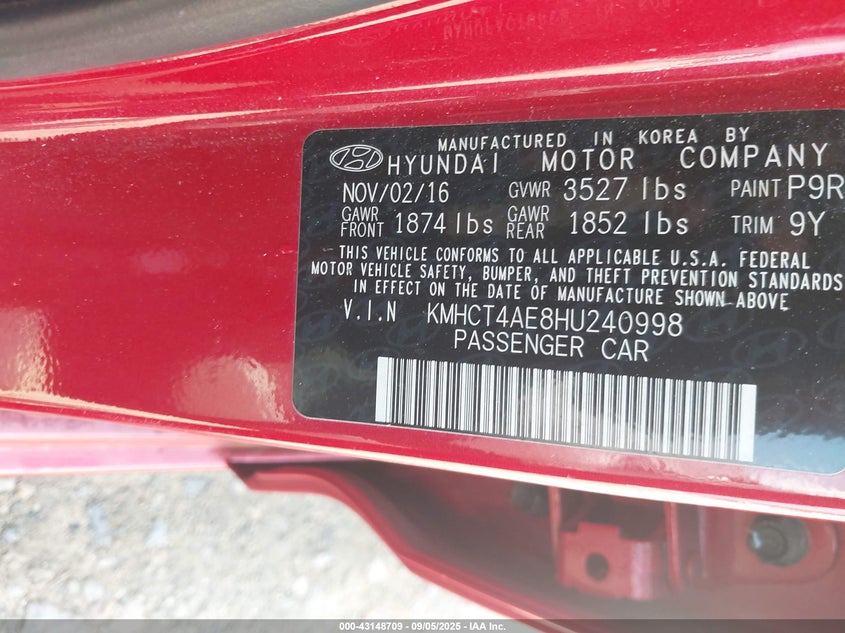 MANUFACTURED IN KOREA BY
HYUNDAI MOTOR COMPANY
NOV/02/16 GVWR 3527 lbs PAINT P9R
GAWR FRONT 1874 lbs GAWR REAR 1852 lbs TRIM 9Y
THIS VEHICLE CONFORMS TO ALL APPLICABLE U.S.A. FEDERAL
MOTOR VEHICLE SAFETY, BUMPER, AND THEFT PREVENTION STANDARDS
IN EFFECT ON THE DATE OF MANUFACTURE SHOWN ABOVE
V.I.N KMHCT4AE8HU240998
PASSENGER CAR
000-43148709 - 09/05/2025 - IAA Inc.